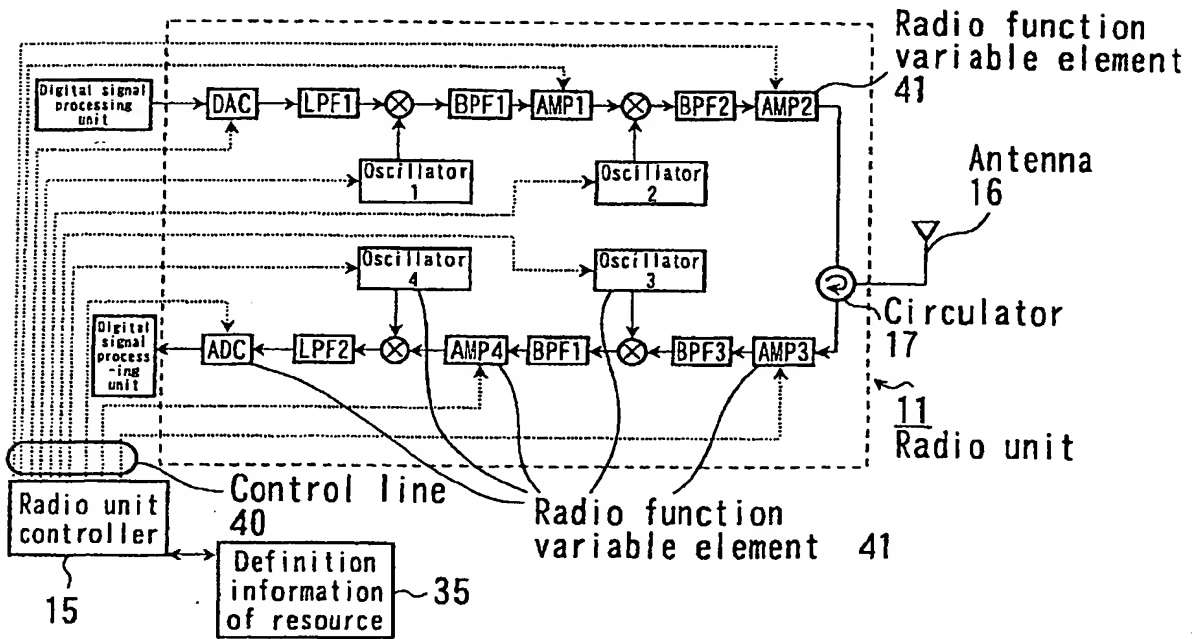 Radio function
variable element
41
Digital signal
processing
unit
DAC
LPF1
BPF1
AMP1
BPF2
AMP2
Oscillator
1
Oscillator
2
Antenna
16
Oscillator
4
Oscillator
3
Circulator
17
Digital
signal
process
-ing
unit
ADC
LPF2
AMP4
BPF1
BPF3
AMP3
11
Radio unit
Control line
40
Radio unit
controller
15
Radio function
variable element 41
Definition
information
of resource
35